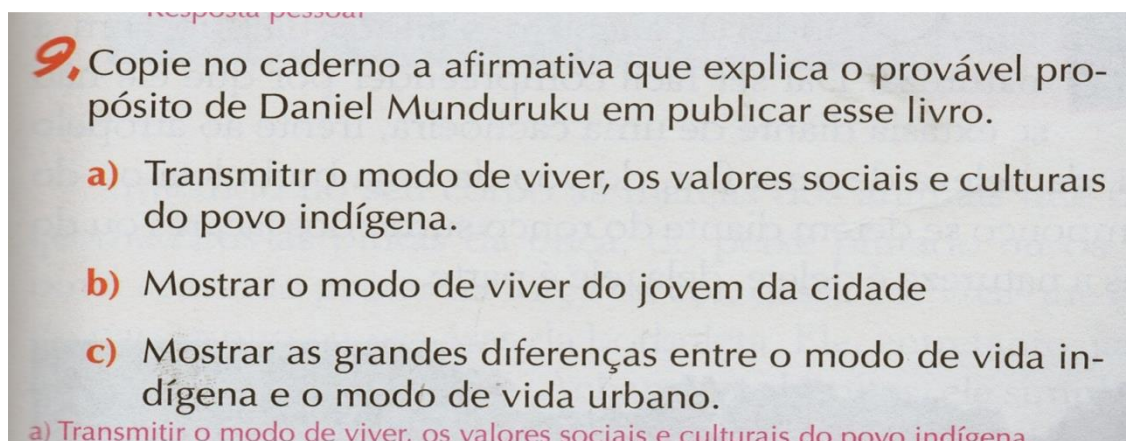 Resposta pessoal
9. Copie no caderno a afirmativa que explica o provável pro-
pósito de Daniel Munduruku em publicar esse livro.
a) Transmitir o modo de viver, os valores sociais e culturais
do povo indígena.
b) Mostrar o modo de viver do jovem da cidade
c) Mostrar as grandes diferenças entre o modo de vida in-
dígena e o modo de vida urbano.
a) Transmitir o modo de viver, os valores sociais e culturais do povo indígena